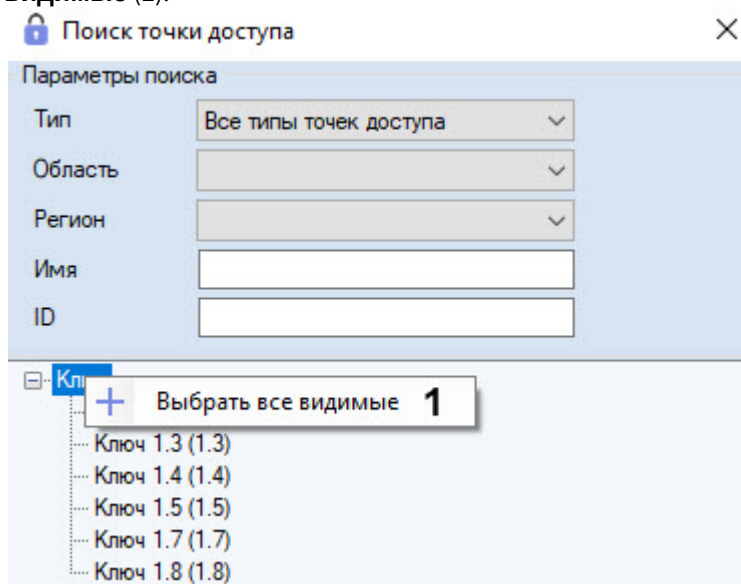 Поиск точки доступа
Параметры поиска
Тип Все типы точек доступа
Область
Регион
Имя
ID
Выбрать все видимые 1
Ключ 1.3 (1.3)
Ключ 1.4 (1.4)
Ключ 1.5 (1.5)
Ключ 1.7 (1.7)
Ключ 1.8 (1.8)